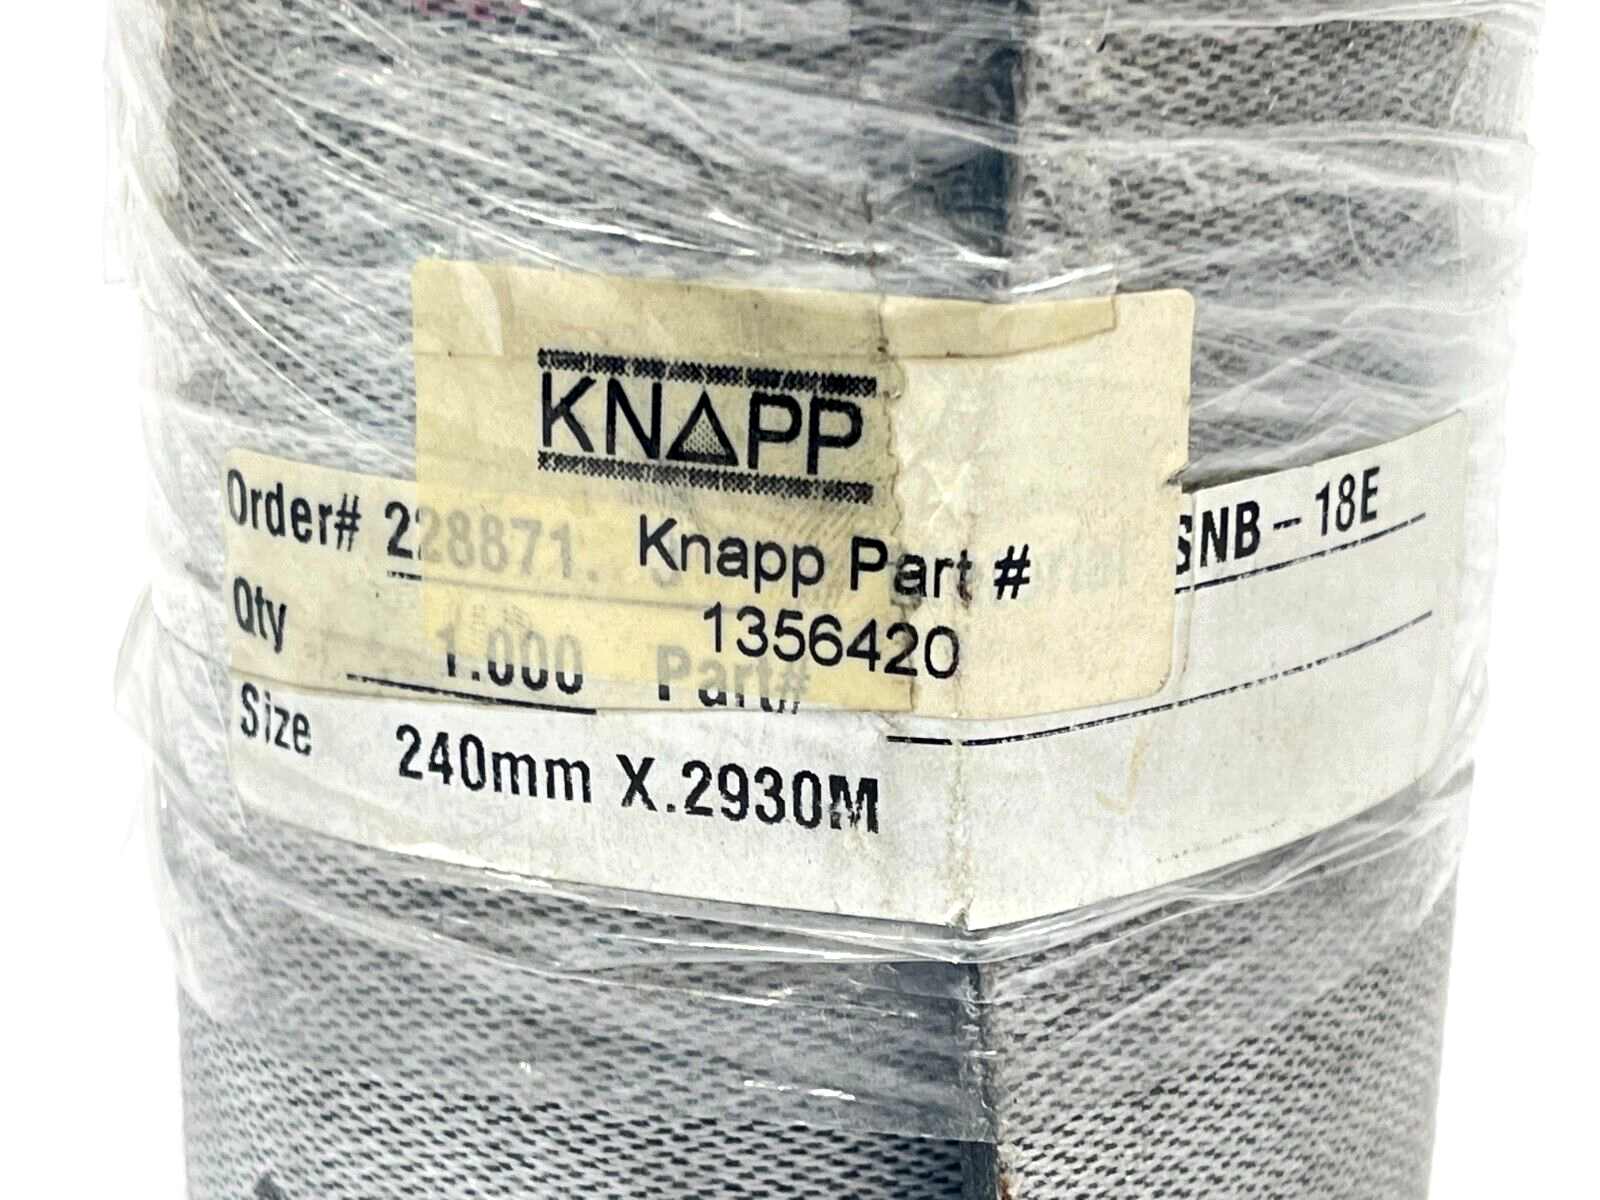 KNAPP
Knapp Part #
1356420
Order# 228871. SNB-18E
Qty 1.000 Part#
Size 240mm X.2930M